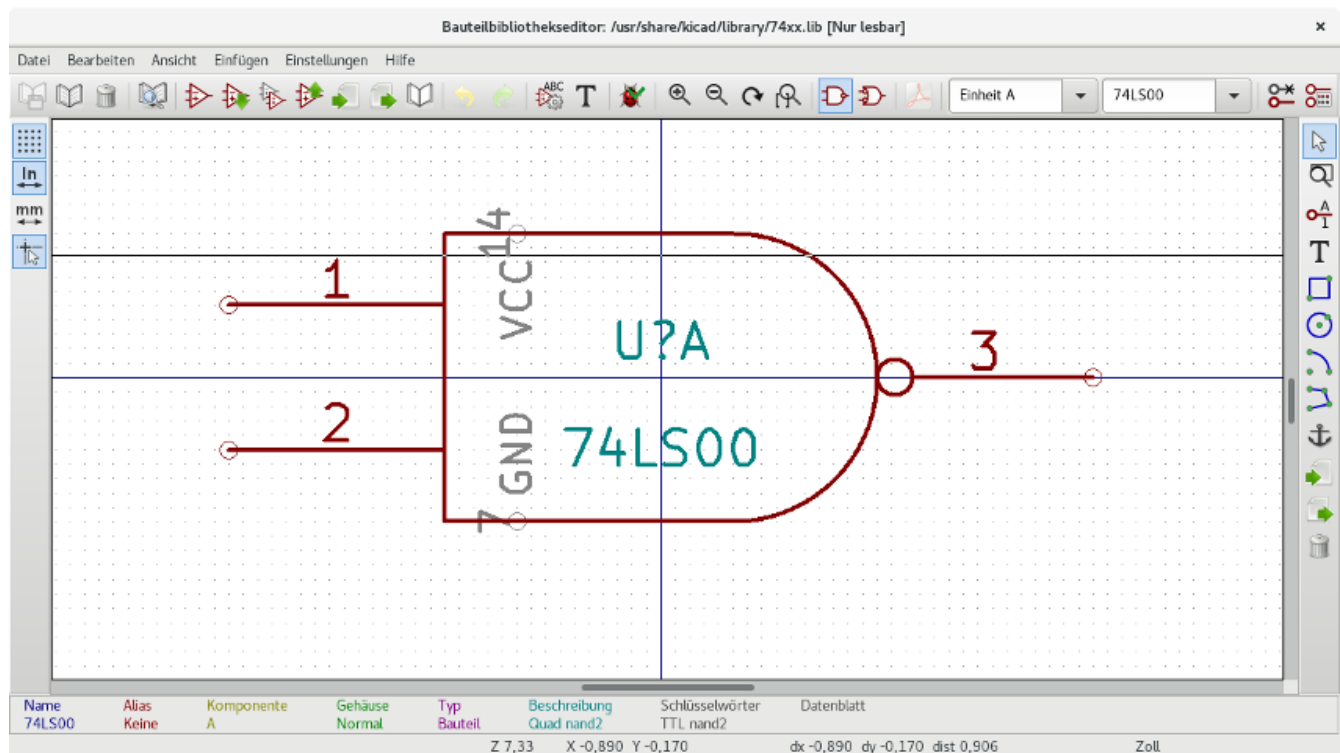 Bauteilbibliothekseditor: /usr/share/kicad/library/74xx.lib [Nur lesbar]
Datei Bearbeiten Ansicht Einfügen Einstellungen Hilfe
ABC T Einheit A 74LS00
In
mm
A
1
T
14
VCC
1
U?A
3
2
GND
74LS00
7
Name Alias Komponente Gehäuse Typ Beschreibung Schlüsselwörter Datenblatt
74LS00 Keine A Normal Bauteil Quad nand2 TTL nand2
Z 7,33 X -0,890 Y -0,170 dx -0,890 dy -0,170 dist 0,906 Zoll